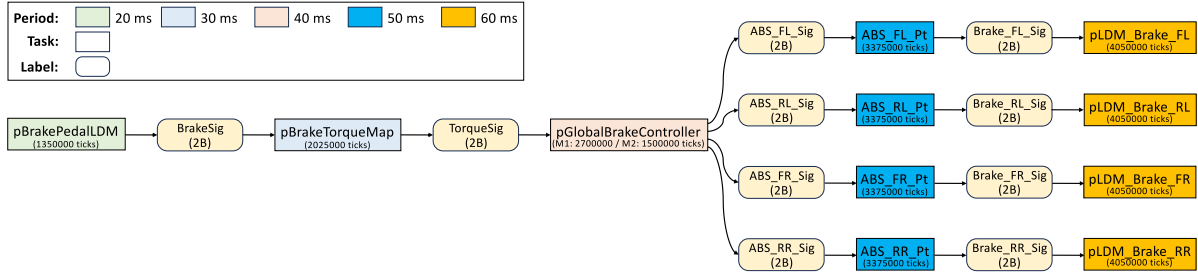 Period: 20 ms 30 ms 40 ms 50 ms 60 ms
Task:
Label:
pBrakePedalLDM
(1350000 ticks)
BrakeSig
(2B)
pBrakeTorqueMap
(2025000 ticks)
TorqueSig
(2B)
pGlobalBrakeController
(M1: 2700000 / M2: 1500000 ticks)
ABS_FL_Sig
(2B)
ABS_FL_Pt
(3375000 ticks)
Brake_FL_Sig
(2B)
pLDM_Brake_FL
(4050000 ticks)
ABS_RL_Sig
(2B)
ABS_RL_Pt
(3375000 ticks)
Brake_RL_Sig
(2B)
pLDM_Brake_RL
(4050000 ticks)
ABS_FR_Sig
(2B)
ABS_FR_Pt
(3375000 ticks)
Brake_FR_Sig
(2B)
pLDM_Brake_FR
(4050000 ticks)
ABS_RR_Sig
(2B)
ABS_RR_Pt
(3375000 ticks)
Brake_RR_Sig
(2B)
pLDM_Brake_RR
(4050000 ticks)